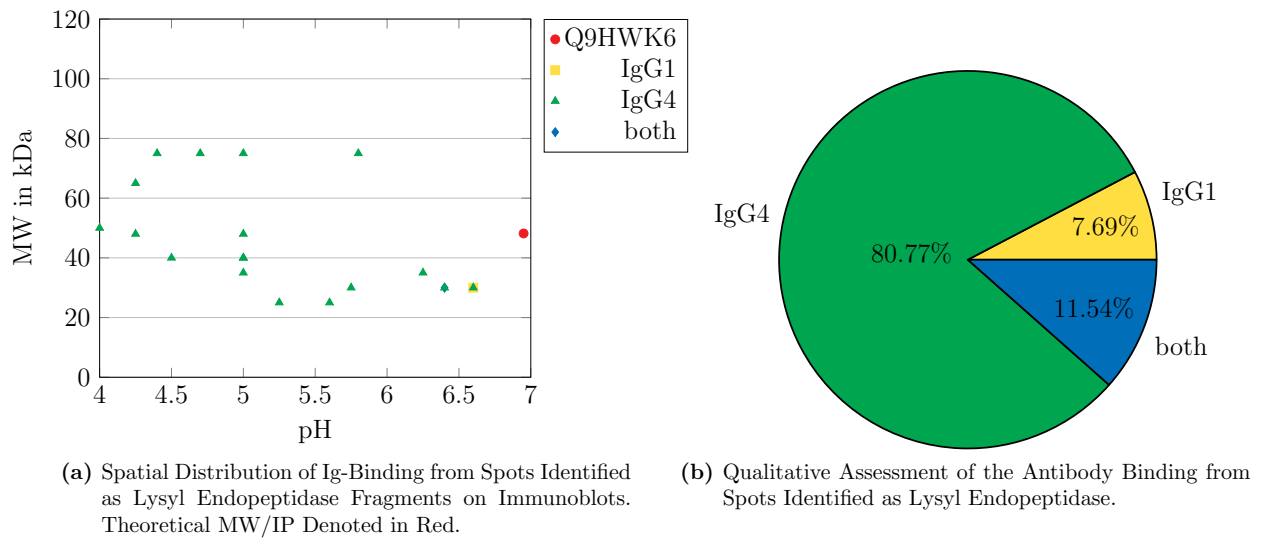 120
100
80
60
40
20
0
MW in kDa
4
4.5
5
5.5
6
6.5
7
pH
Q9HWK6
IgG1
IgG4
both
(a) Spatial Distribution of Ig-Binding from Spots Identified
as Lysyl Endopeptidase Fragments on Immunoblots.
Theoretical MW/IP Denoted in Red.
IgG4
80.77%
IgG1
7.69%
11.54%
both
(b) Qualitative Assessment of the Antibody Binding from
Spots Identified as Lysyl Endopeptidase.